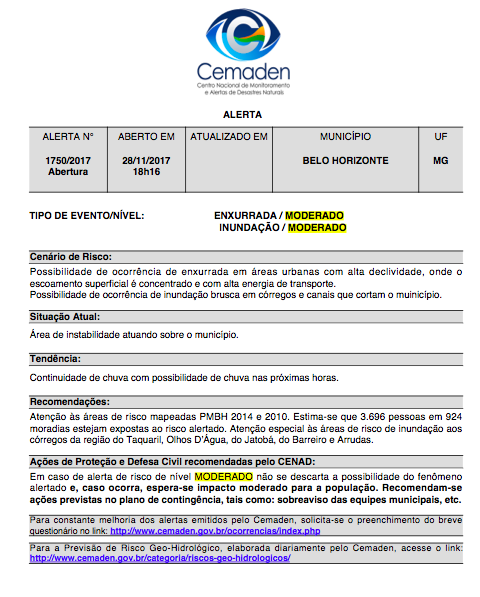 Cemaden
Centro Nacional de Monitoramento
e Alertas de Desastres Naturais
ALERTA
ALERTA N° ABERTO EM ATUALIZADO EM MUNICÍPIO UF
1750/2017 28/11/2017 BELO HORIZONTE MG
Abertura 18h16
TIPO DE EVENTO/NÍVEL: ENXURRADA / MODERADO
INUNDAÇÃO / MODERADO
Cenário de Risco:
Possibilidade de ocorrência de enxurrada em áreas urbanas com alta declividade, onde o
escoamento superficial é concentrado e com alta energia de transporte.
Possibilidade de ocorrência de inundação brusca em córregos e canais que cortam o muinicípio.
Situação Atual:
Área de instabilidade atuando sobre o município.
Tendência:
Continuidade de chuva com possibilidade de chuva nas próximas horas.
Recomendações:
Atenção às áreas de risco mapeadas PMBH 2014 e 2010. Estima-se que 3.696 pessoas em 924
moradias estejam expostas ao risco alertado. Atenção especial às áreas de risco de inundação aos
córregos da região do Taquaril, Olhos D'Água, do Jatobá, do Barreiro e Arrudas.
Ações de Proteção e Defesa Civil recomendadas pelo CENAD:
Em caso de alerta de risco de nível MODERADO não se descarta a possibilidade do fenômeno
alertado e, caso ocorra, espera-se impacto moderado para a população. Recomendam-se
ações previstas no plano de contingência, tais como: sobreaviso das equipes municipais, etc.
Para constante melhoria dos alertas emitidos pelo Cemaden, solicita-se o preenchimento do breve
questionário no link: http://www.cemaden.gov.br/ocorrencias/index.php
Para a Previsão de Risco Geo-Hidrológico, elaborada diariamente pelo Cemaden, acesse o link:
http://www.cemaden.gov.br/categoria/riscos-geo-hidrologicos/